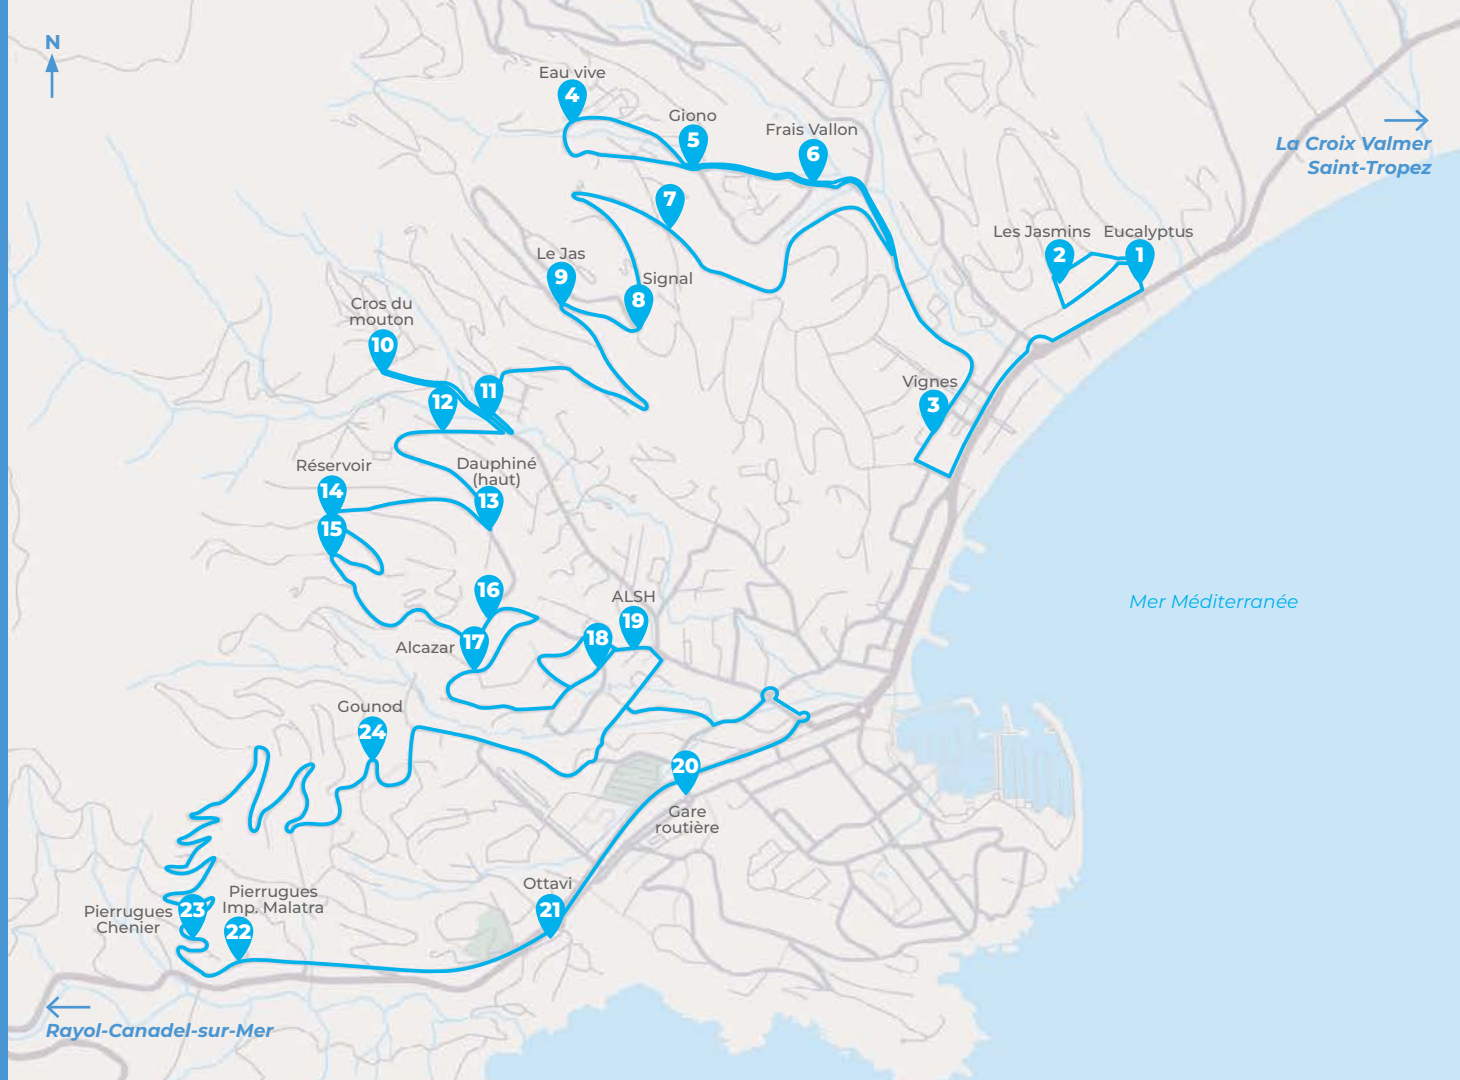 N
Eau vive
4
Giono
5
Frais Vallon
6
La Croix Valmer
Saint-Tropez
7
Les Jasmins
2
Eucalyptus
1
Le Jas
9
Signal
8
Cros du
mouton
10
11
12
Vignes
3
Réservoir
14
15
Dauphiné
(haut)
13
16
ALSH
19
18
Alcazar
17
Mer Méditerranée
Gounod
24
20
Gare
routière
Ottavi
21
Pierrugues
Imp. Malatra
22
Pierrugues
Chenier
23
Rayol-Canadel-sur-Mer